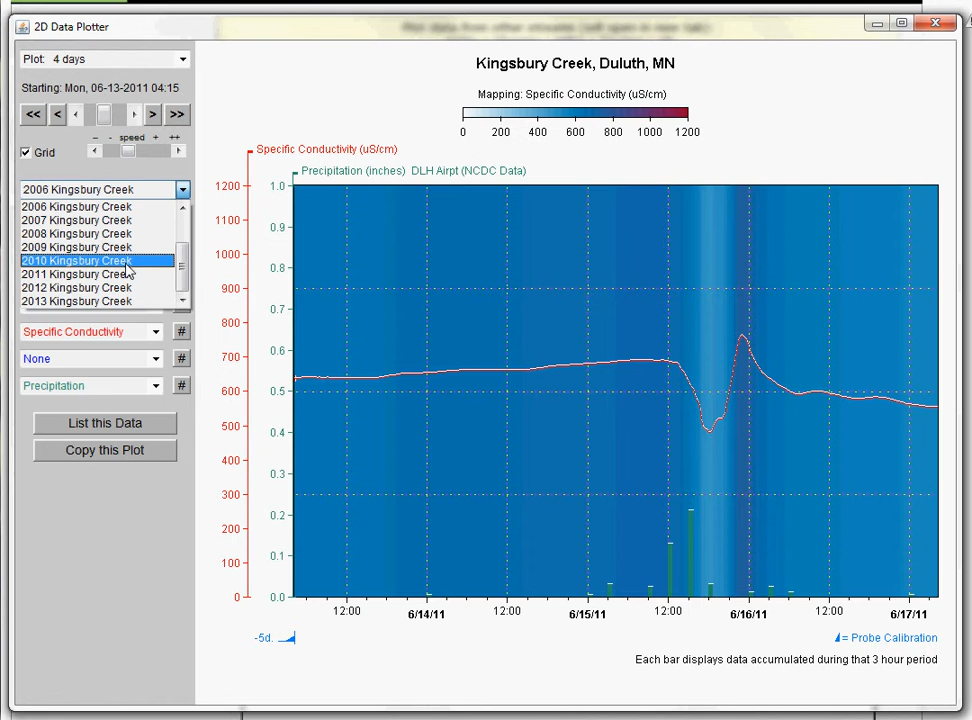 2D Data Plotter
Plot: 4 days
Starting: Mon, 06-13-2011 04:15
<< < > >>
– - speed + ++
Grid
2006 Kingsbury Creek
2006 Kingsbury Creek
2007 Kingsbury Creek
2008 Kingsbury Creek
2009 Kingsbury Creek
2010 Kingsbury Creek
2011 Kingsbury Creek
2012 Kingsbury Creek
2013 Kingsbury Creek
Specific Conductivity #
None #
Precipitation #
List this Data
Copy this Plot
Kingsbury Creek, Duluth, MN
Mapping: Specific Conductivity (uS/cm)
0 200 400 600 800 1000 1200
Specific Conductivity (uS/cm)
Precipitation (inches) DLH Airpt (NCDC Data)
1200
1100
1000
900
800
700
600
500
400
300
200
100
0
1.0
0.9
0.8
0.7
0.6
0.5
0.4
0.3
0.2
0.1
0.0
12:00 6/14/11 12:00 6/15/11 12:00 6/16/11 12:00 6/17/11
-5d.
= Probe Calibration
Each bar displays data accumulated during that 3 hour period